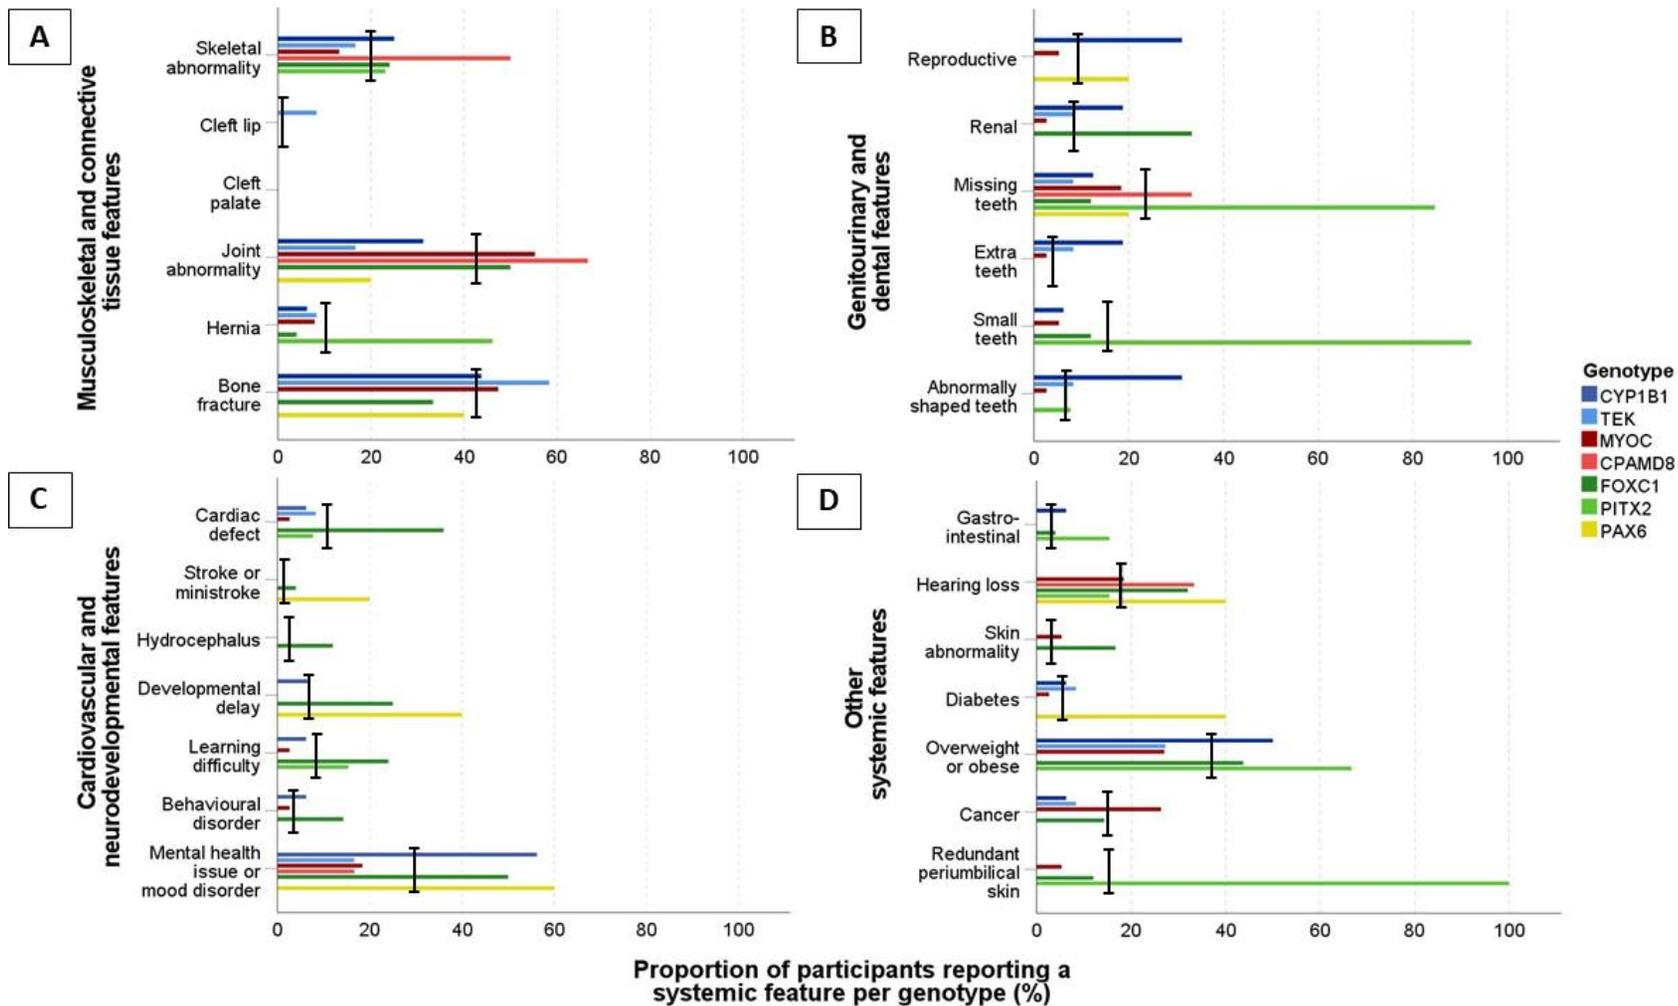 A
Musculoskeletal and connective
tissue features
Skeletal
abnormality
Cleft lip
Cleft
palate
Joint
abnormality
Hernia
Bone
fracture
0 20 40 60 80 100
B
Genitourinary and
dental features
Reproductive
Renal
Missing
teeth
Extra
teeth
Small
teeth
Abnormally
shaped teeth
0 20 40 60 80 100
C
Cardiovascular and
neurodevelopmental features
Cardiac
defect
Stroke or
ministroke
Hydrocephalus
Developmental
delay
Learning
difficulty
Behavioural
disorder
Mental health
issue or
mood disorder
0 20 40 60 80 100
D
Other
systemic features
Gastro-
intestinal
Hearing loss
Skin
abnormality
Diabetes
Overweight
or obese
Cancer
Redundant
periumbilical
skin
0 20 40 60 80 100
Genotype
CYP1B1
TEK
MYOC
CPAMD8
FOXC1
PITX2
PAX6
Proportion of participants reporting a
systemic feature per genotype (%)